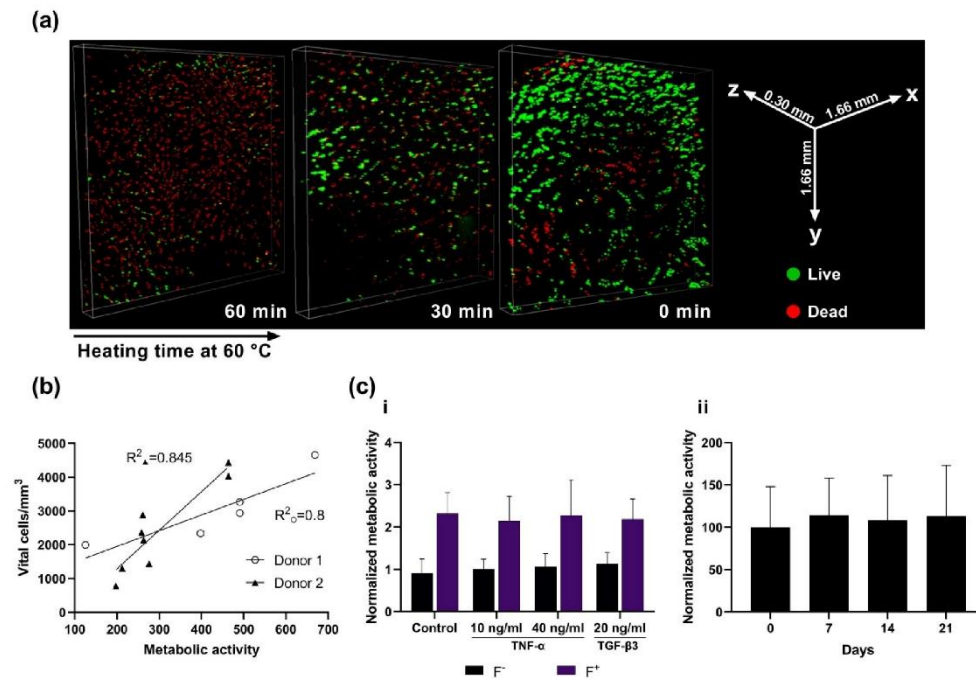 (a)
z
0.30 mm
1.66 mm
x
1.66 mm
y
Live
Dead
60 min
30 min
0 min
Heating time at 60 °C
(b)
Vital cells/mm³
5000
4000
3000
2000
1000
0
R²▲=0.845
R²○=0.8
Donor 1
Donor 2
100 200 300 400 500 600 700
Metabolic activity
(c)
i
Normalized metabolic activity
4
3
2
1
0
Control 10 ng/ml 40 ng/ml 20 ng/ml
TNF-α TGF-β3
F⁻ F⁺
ii
Normalized metabolic activity
200
150
100
50
0
0 7 14 21
Days